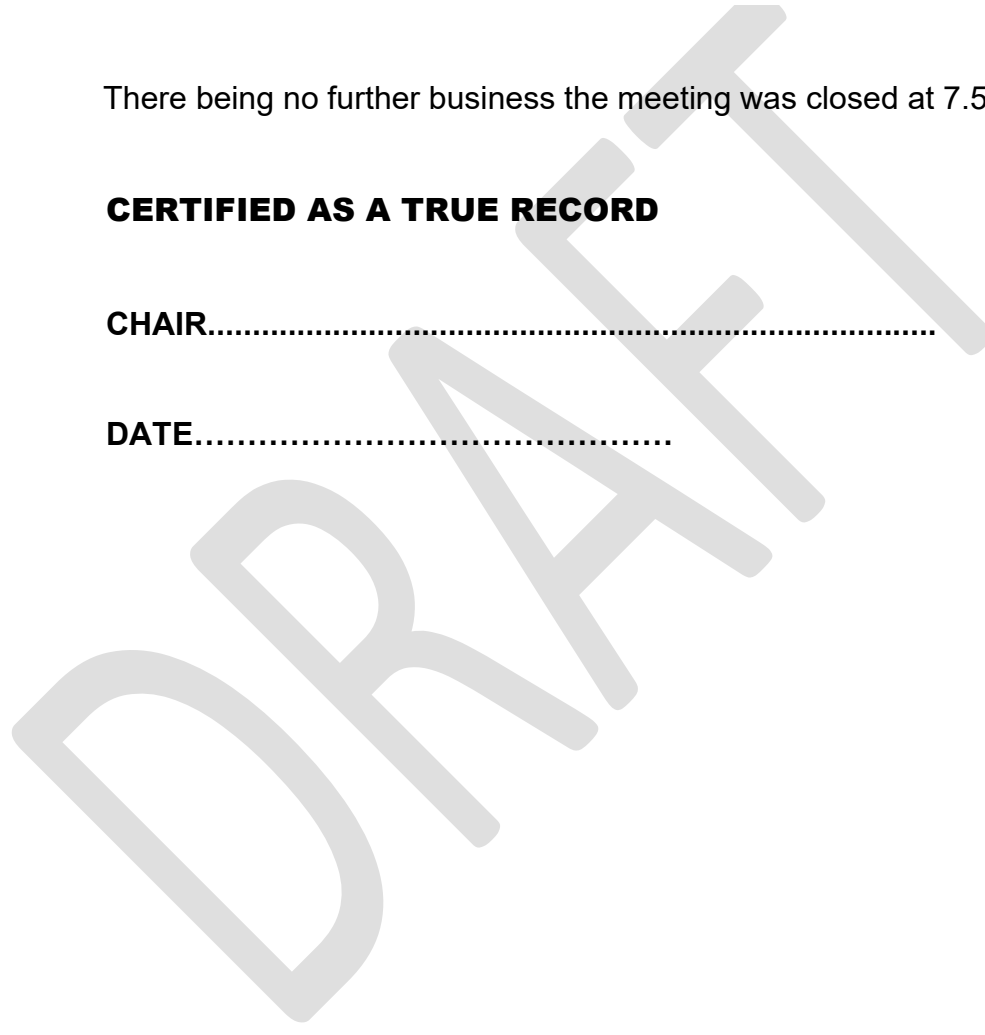 There being no further business the meeting was closed at 7.5
CERTIFIED AS A TRUE RECORD
CHAIR.................................................................................
DATE…………………………………………
DRAFT